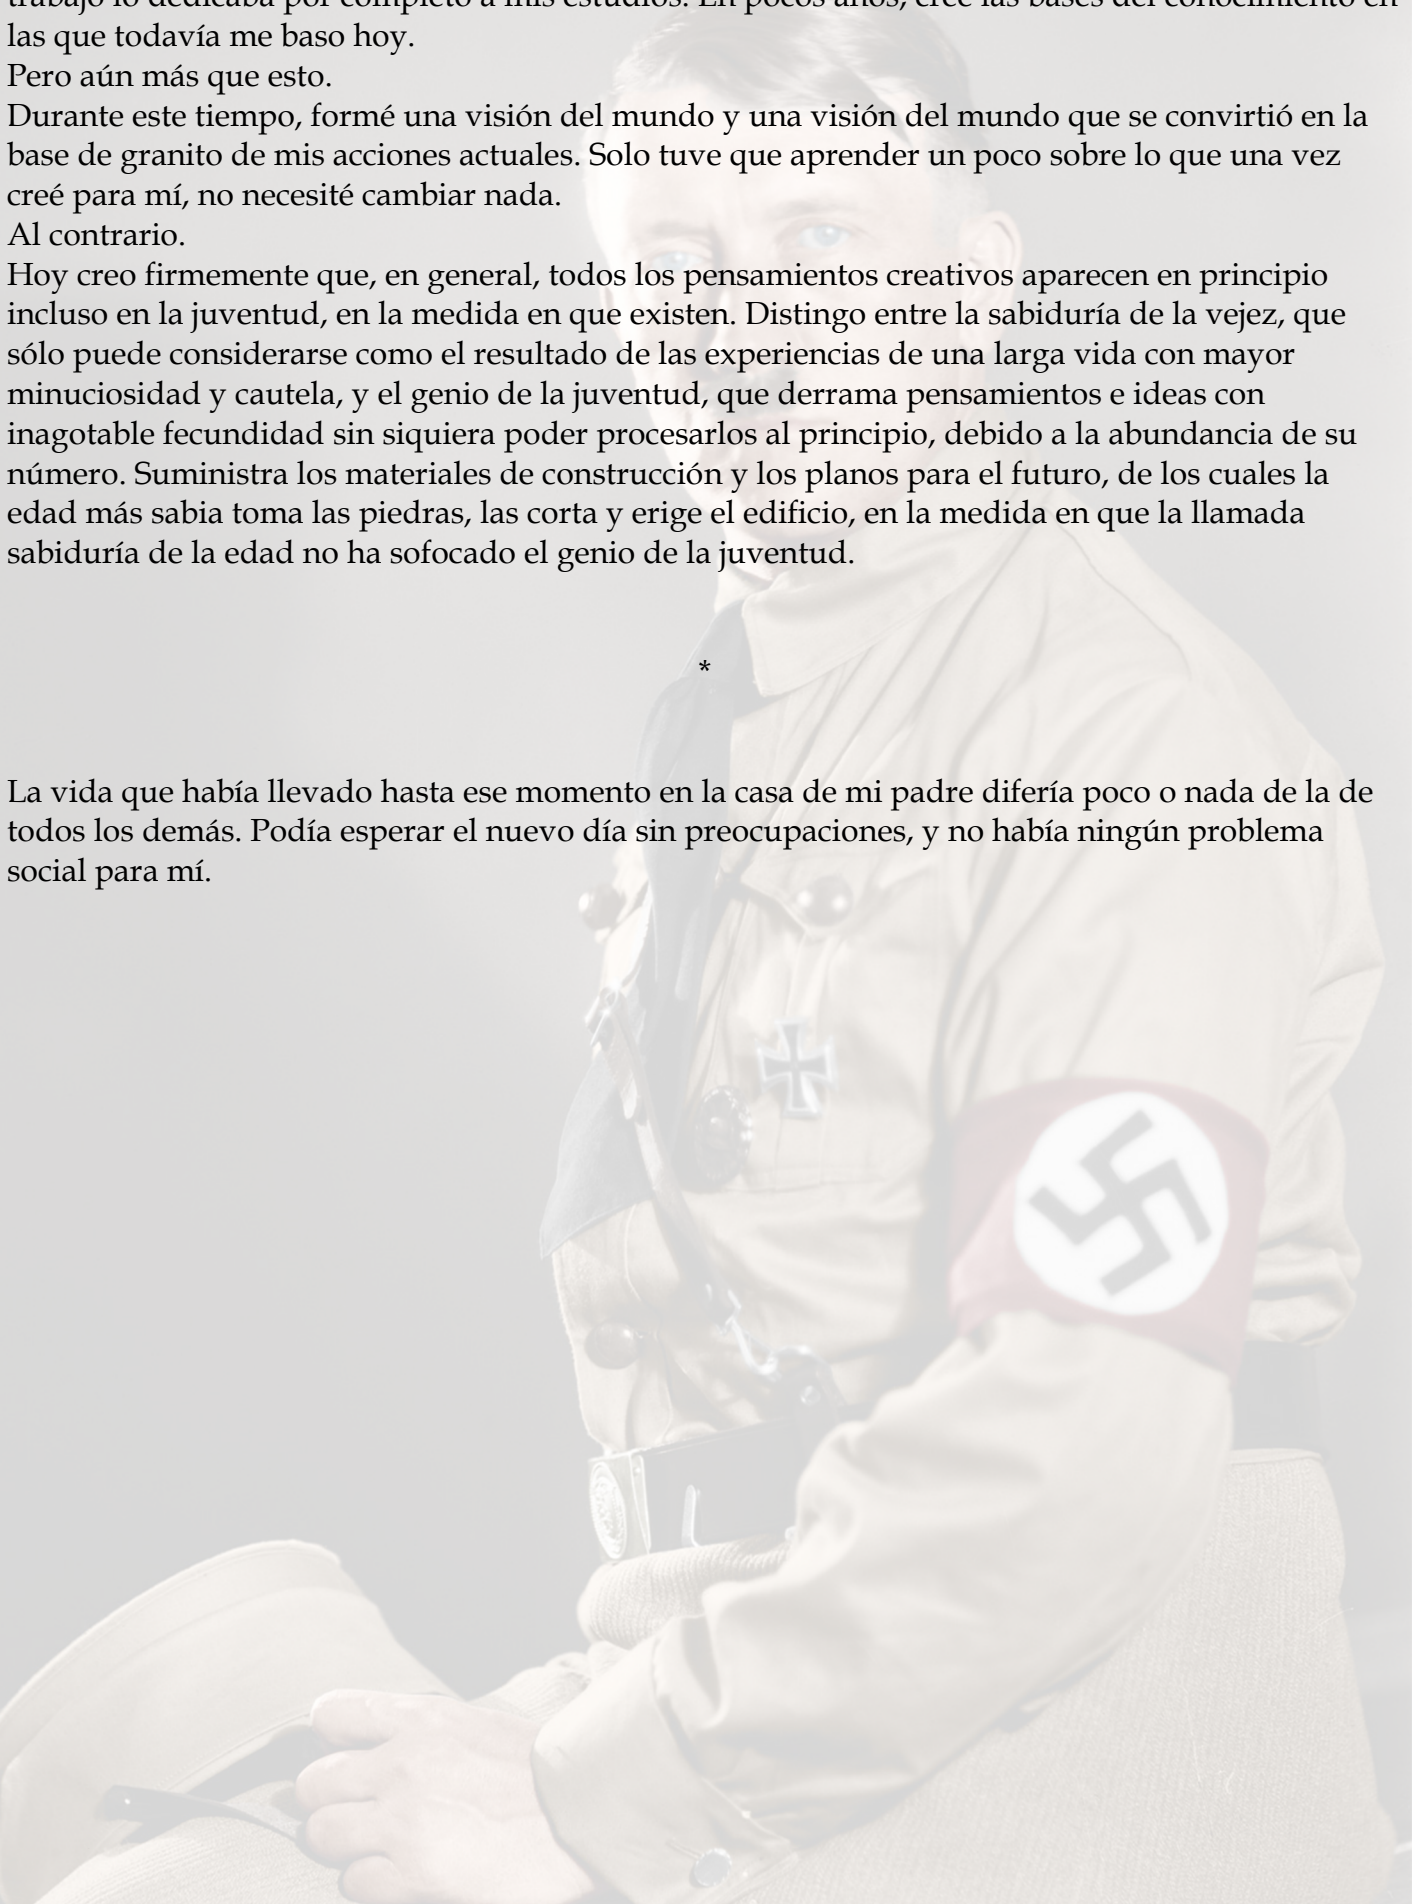 trabajo lo dedicaba por completo a mis estudios. En pocos años, creé las bases del conocimiento en
las que todavía me baso hoy.
Pero aún más que esto.
Durante este tiempo, formé una visión del mundo y una visión del mundo que se convirtió en la
base de granito de mis acciones actuales. Solo tuve que aprender un poco sobre lo que una vez
creé para mí, no necesité cambiar nada.
Al contrario.
Hoy creo firmemente que, en general, todos los pensamientos creativos aparecen en principio
incluso en la juventud, en la medida en que existen. Distingo entre la sabiduría de la vejez, que
sólo puede considerarse como el resultado de las experiencias de una larga vida con mayor
minuciosidad y cautela, y el genio de la juventud, que derrama pensamientos e ideas con
inagotable fecundidad sin siquiera poder procesarlos al principio, debido a la abundancia de su
número. Suministra los materiales de construcción y los planos para el futuro, de los cuales la
edad más sabia toma las piedras, las corta y erige el edificio, en la medida en que la llamada
sabiduría de la edad no ha sofocado el genio de la juventud.
*
La vida que había llevado hasta ese momento en la casa de mi padre difería poco o nada de la de
todos los demás. Podía esperar el nuevo día sin preocupaciones, y no había ningún problema
social para mí.